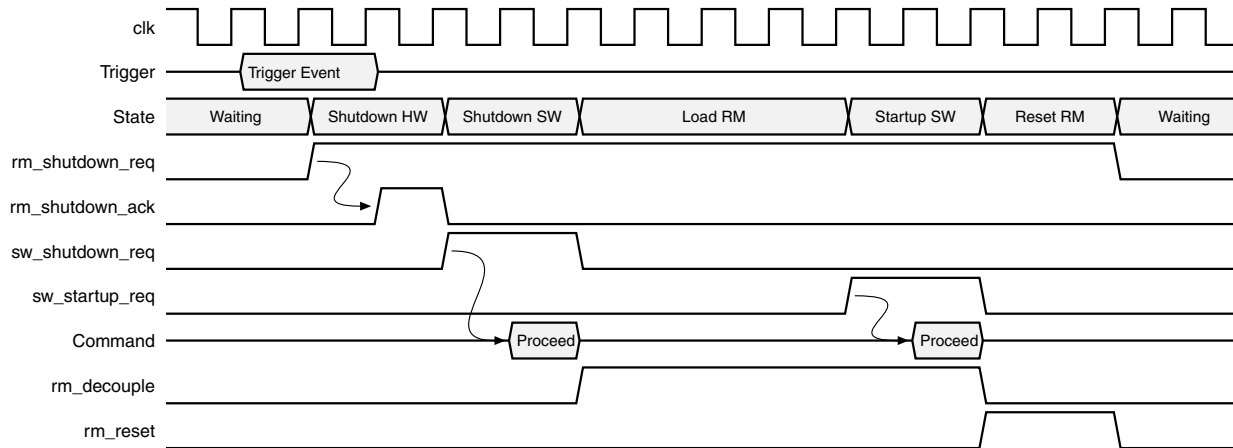 clk
Trigger Trigger Event
State Waiting Shutdown HW Shutdown SW Load RM Startup SW Reset RM Waiting
rm_shutdown_req
rm_shutdown_ack
sw_shutdown_req
sw_startup_req
Command Proceed Proceed
rm_decouple
rm_reset